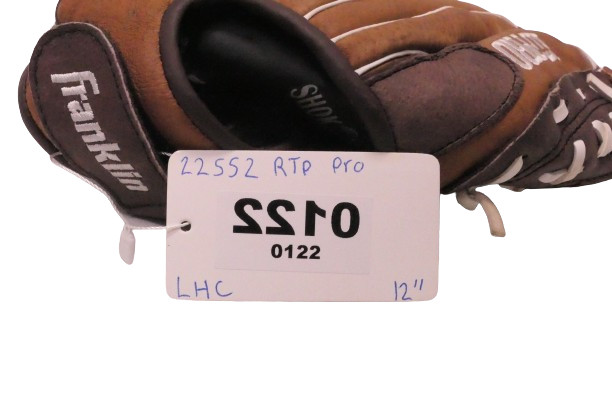 Franklin
SHOK
22552 RTP Pro
0122
0122
LHC 12"